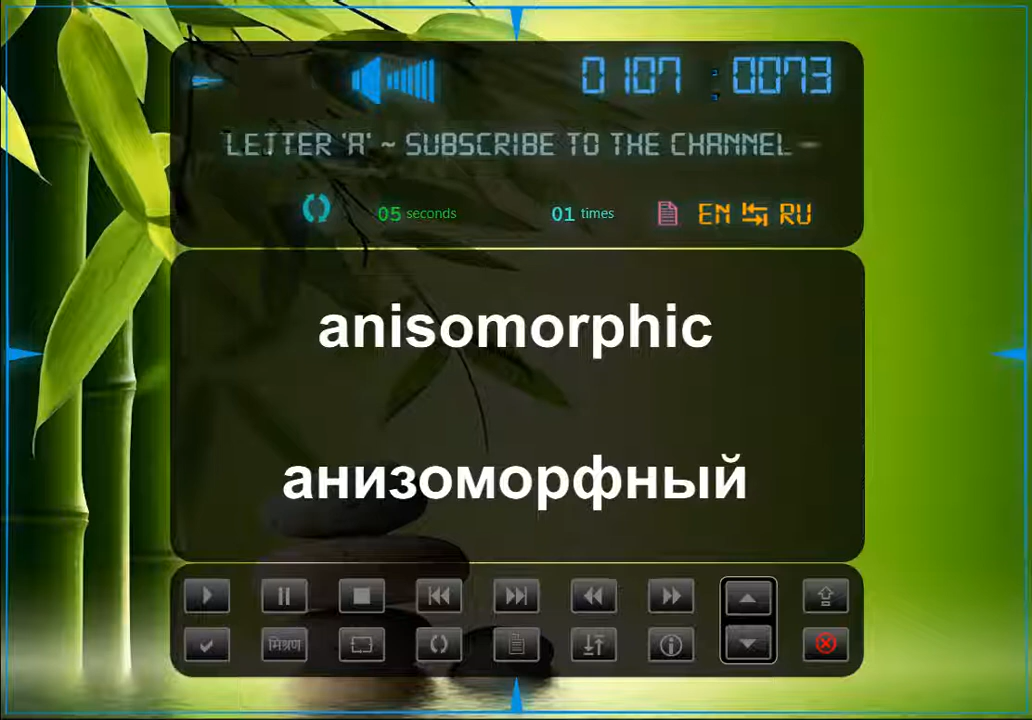 0107 : 0073
LETTER 'A' ~ SUBSCRIBE TO THE CHANNEL
05 seconds 01 times EN RU
anisomorphic
анизоморфный
मिश्रण